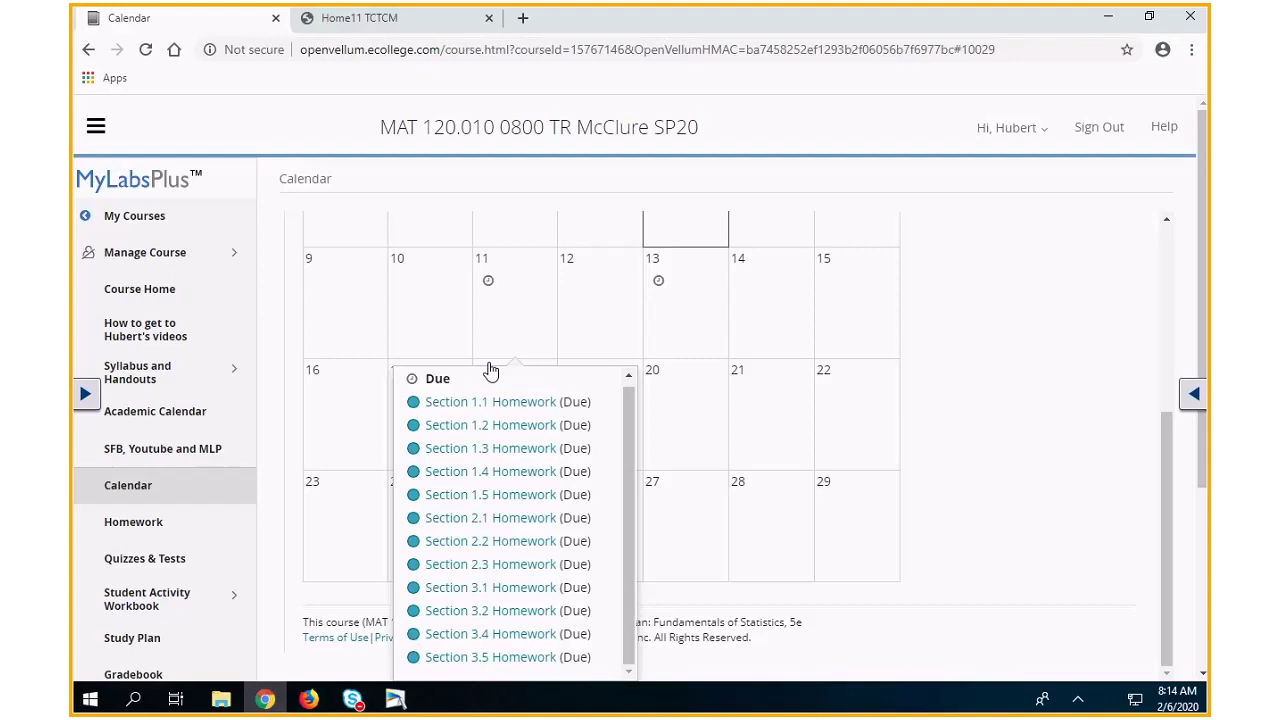 Calendar
Home11 TCTCM
Not secure
openvellum.ecollege.com/course.html?courseId=15767146&OpenVellumHMAC=ba7458252ef1293b2f06056b7f6977bc#10029
Apps
MAT 120.010 0800 TR McClure SP20
Hi, Hubert
Sign Out
Help
MyLabsPlus™
Calendar
My Courses
Manage Course
Course Home
How to get to
Hubert's videos
Syllabus and
Handouts
Academic Calendar
SFB, Youtube and MLP
Calendar
Homework
Quizzes & Tests
Student Activity
Workbook
Study Plan
Gradebook
9 10 11 12 13 14 15
16 20 21 22
23 2 27 28 29
Due
Section 1.1 Homework (Due)
Section 1.2 Homework (Due)
Section 1.3 Homework (Due)
Section 1.4 Homework (Due)
Section 1.5 Homework (Due)
Section 2.1 Homework (Due)
Section 2.2 Homework (Due)
Section 2.3 Homework (Due)
Section 3.1 Homework (Due)
Section 3.2 Homework (Due)
Section 3.4 Homework (Due)
Section 3.5 Homework (Due)
This course (MAT an: Fundamentals of Statistics, 5e
Terms of Use|Priv nc. All Rights Reserved.
8:14 AM
2/6/2020